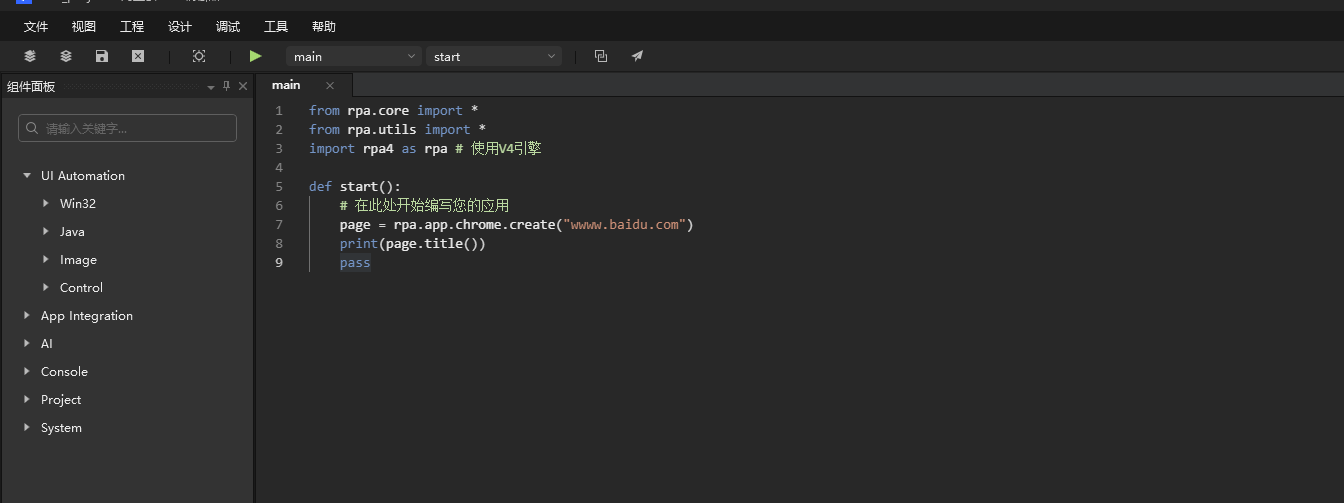 文件 视图 工程 设计 调试 工具 帮助
main start
组件面板
main
请输入关键字...
1 from rpa.core import *
2 from rpa.utils import *
3 import rpa4 as rpa # 使用V4引擎
4
5 def start():
6 # 在此处开始编写您的应用
7 page = rpa.app.chrome.create("wwww.baidu.com")
8 print(page.title())
9 pass
UI Automation
Win32
Java
Image
Control
App Integration
AI
Console
Project
System